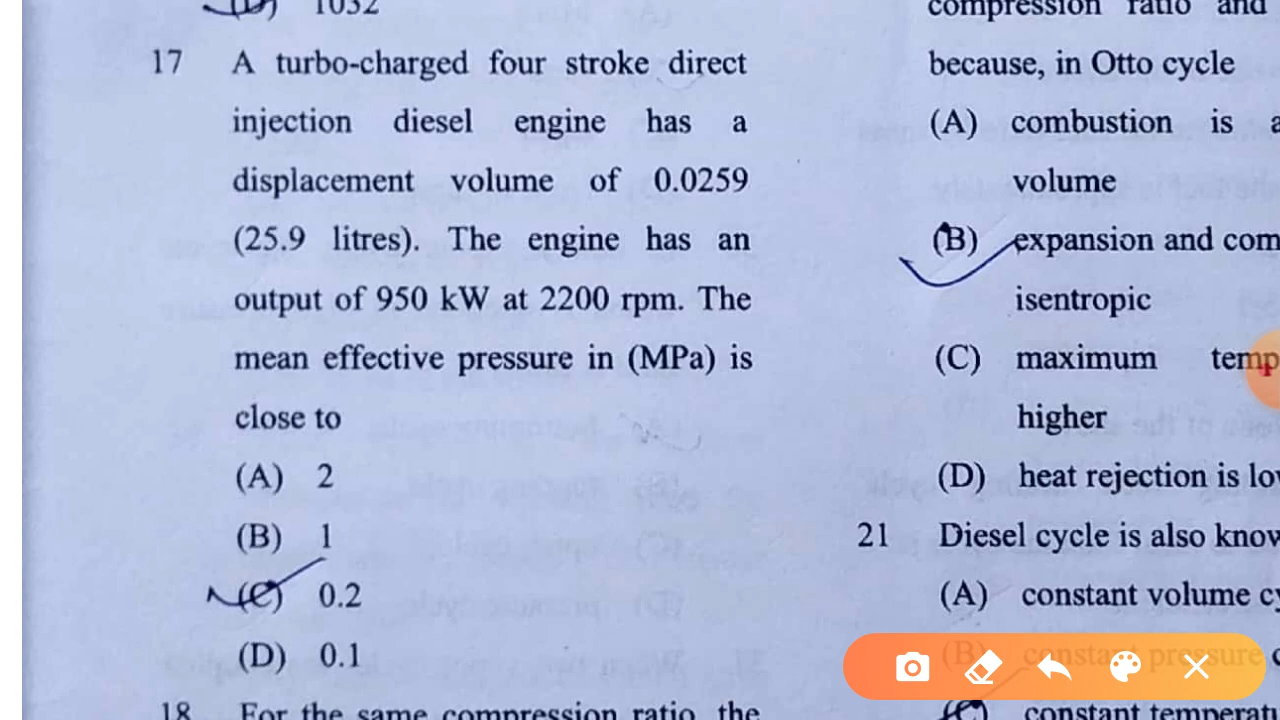 (D) 1032
17 A turbo-charged four stroke direct
injection diesel engine has a
displacement volume of 0.0259
(25.9 litres). The engine has an
output of 950 kW at 2200 rpm. The
mean effective pressure in (MPa) is
close to
(A) 2
(B) 1
(C) 0.2
(D) 0.1
18 For the same compression ratio the
compression ratio and
because, in Otto cycle
(A) combustion is a
volume
(B) expansion and com
isentropic
(C) maximum temp
higher
(D) heat rejection is lo
21 Diesel cycle is also know
(A) constant volume cy
(B) constant pressure c
(C) constant temperatu